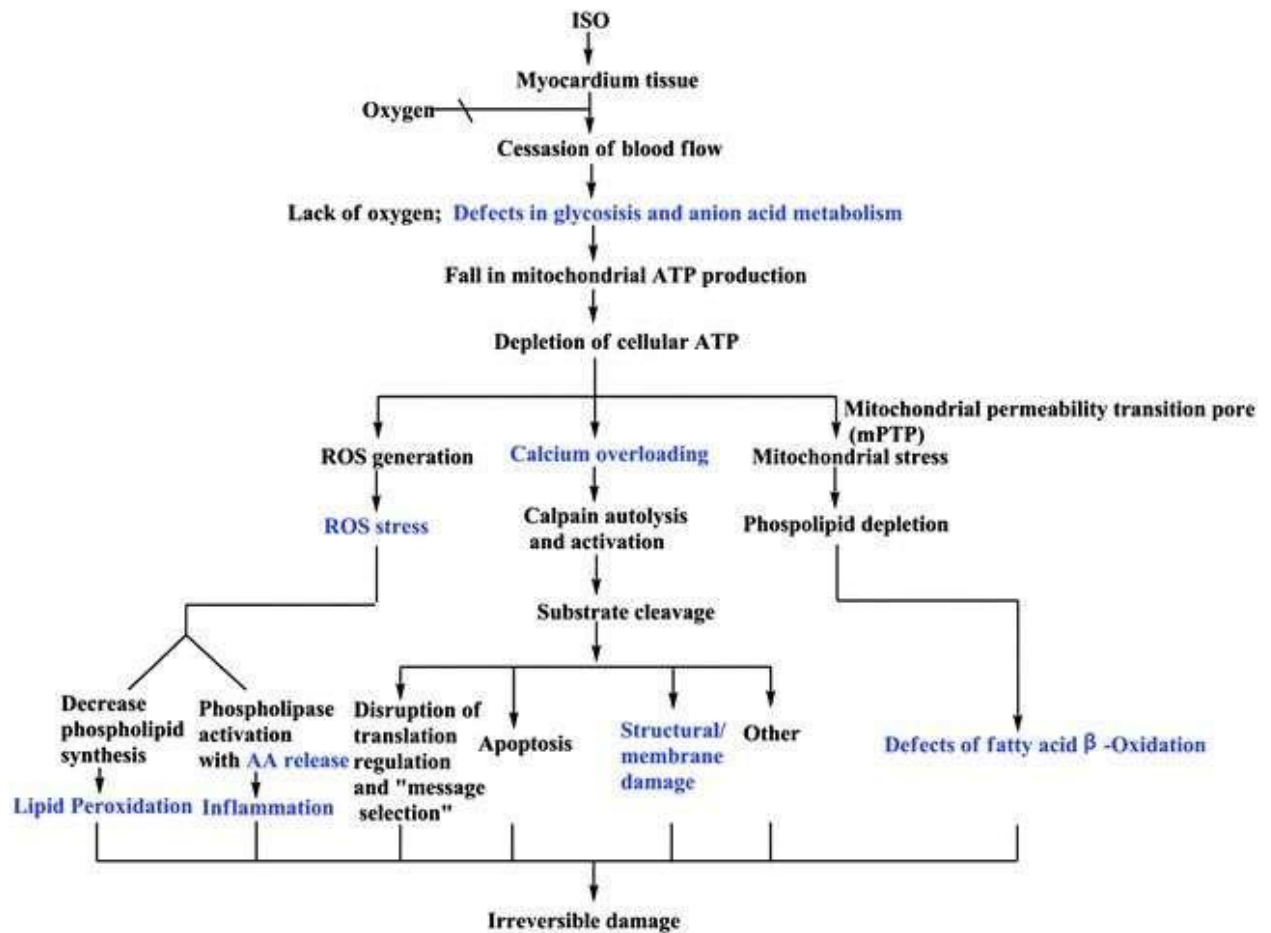 ISO
Myocardium tissue
Oxygen
Cessasion of blood flow
Lack of oxygen; Defects in glycosisis and anion acid metabolism
Fall in mitochondrial ATP production
Depletion of cellular ATP
Mitochondrial permeability transition pore
(mPTP)
ROS generation
Calcium overloading
Mitochondrial stress
ROS stress
Calpain autolysis
and activation
Phospolipid depletion
Substrate cleavage
Decrease
phospholipid
synthesis
Phospholipase
activation
with AA release
Disruption of
translation
regulation
and "message
selection"
Apoptosis
Structural/
membrane
damage
Other
Defects of fatty acid β -Oxidation
Lipid Peroxidation
Inflammation
Irreversible damage